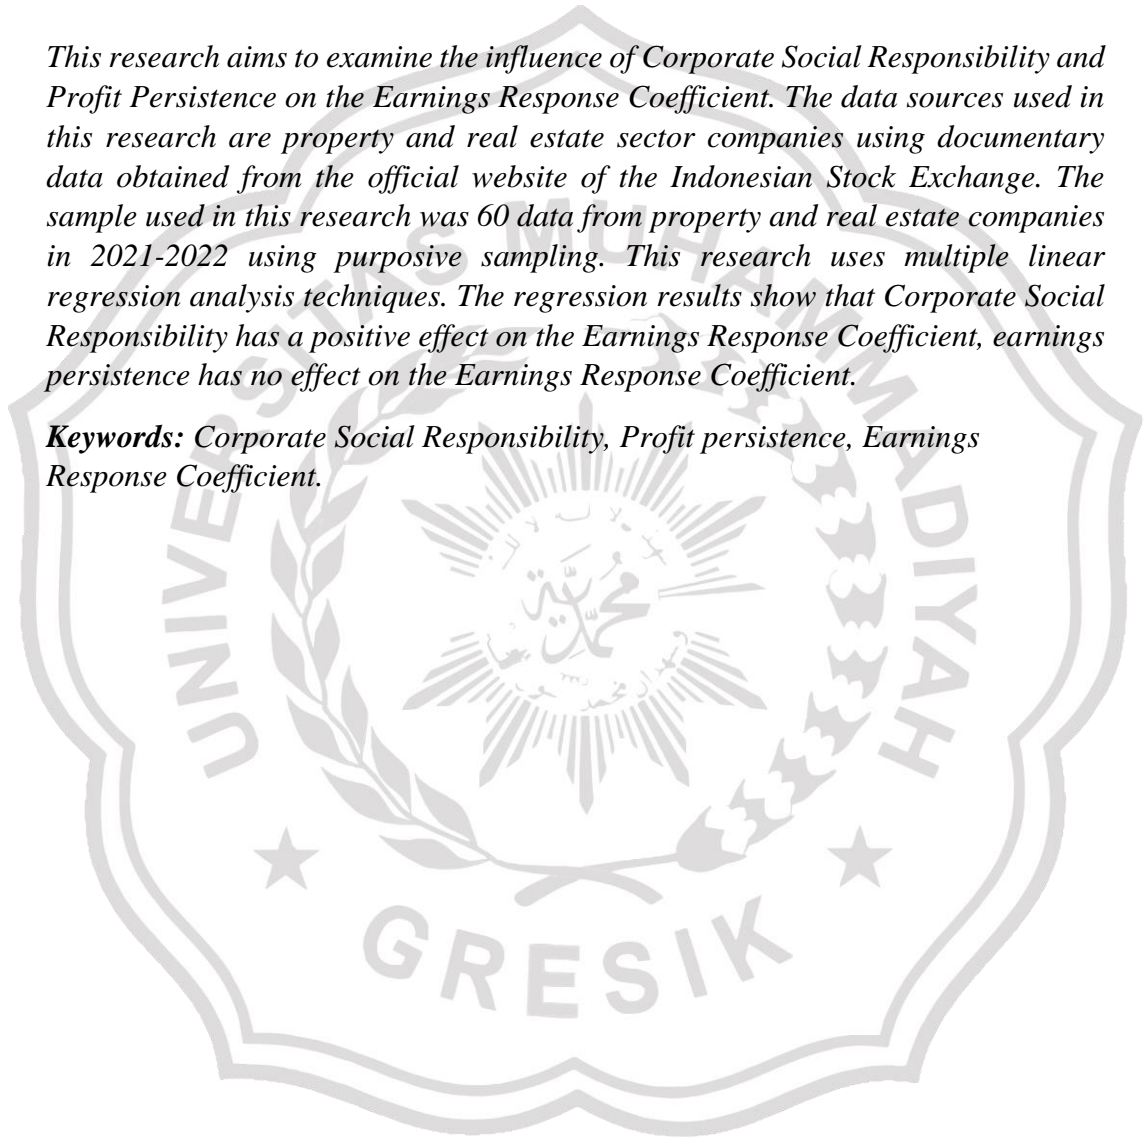 This research aims to examine the influence of Corporate Social Responsibility and
Profit Persistence on the Earnings Response Coefficient. The data sources used in
this research are property and real estate sector companies using documentary
data obtained from the official website of the Indonesian Stock Exchange. The
sample used in this research was 60 data from property and real estate companies
in 2021-2022 using purposive sampling. This research uses multiple linear
regression analysis techniques. The regression results show that Corporate Social
Responsibility has a positive effect on the Earnings Response Coefficient, earnings
persistence has no effect on the Earnings Response Coefficient.
Keywords: Corporate Social Responsibility, Profit persistence, Earnings
Response Coefficient.
UNIVERSITAS MUHAMMADIYAH
محمدية
GRESIK